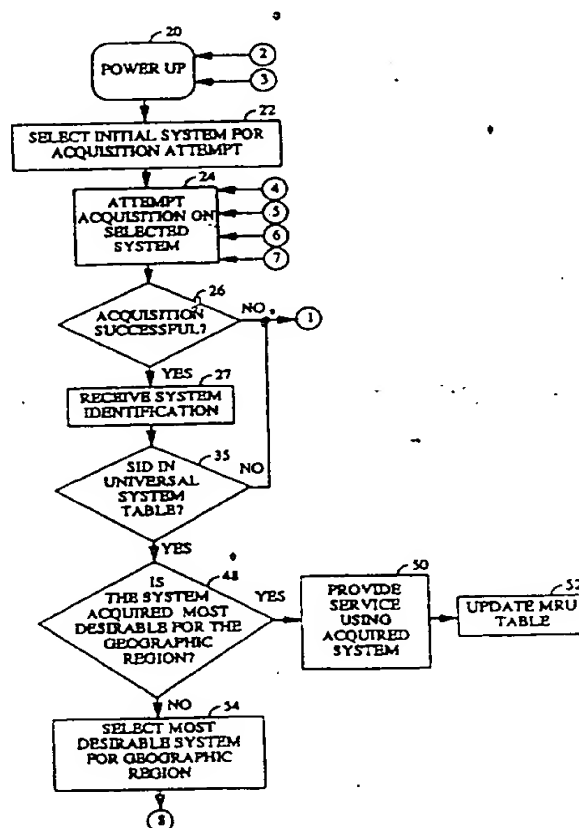 20
POWER UP
2
3
22
SELECT INITIAL SYSTEM FOR
ACQUISITION ATTEMPT
24
ATTEMPT
ACQUISITION ON
SELECTED
SYSTEM
4
5
6
7
26
ACQUISITION
SUCCESSFUL?
NO
1
YES
27
RECEIVE SYSTEM
IDENTIFICATION
35
SID IN
UNIVERSAL
SYSTEM
TABLE?
NO
YES
48
IS
THE SYSTEM
ACQUIRED MOST
DESIRABLE FOR THE
GEOGRAPHIC
REGION?
YES
50
PROVIDE
SERVICE
USING
ACQUIRED
SYSTEM
52
UPDATE MRU
TABLE
NO
54
SELECT MOST
DESIRABLE SYSTEM
FOR GEOGRAPHIC
REGION
8